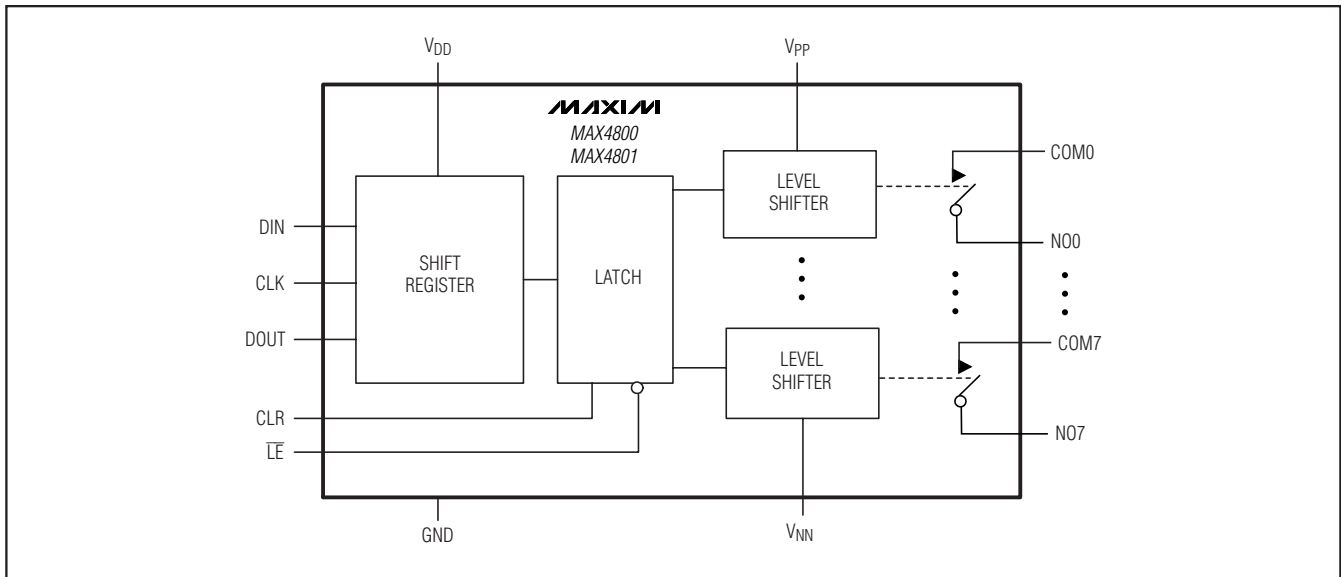 VDD
VPP
MAXIM
MAX4800
MAX4801
COM0
LEVEL
SHIFTER
DIN
NO0
SHIFT
REGISTER
LATCH
CLK
DOUT
COM7
LEVEL
SHIFTER
CLR
NO7
LE
GND
VNN